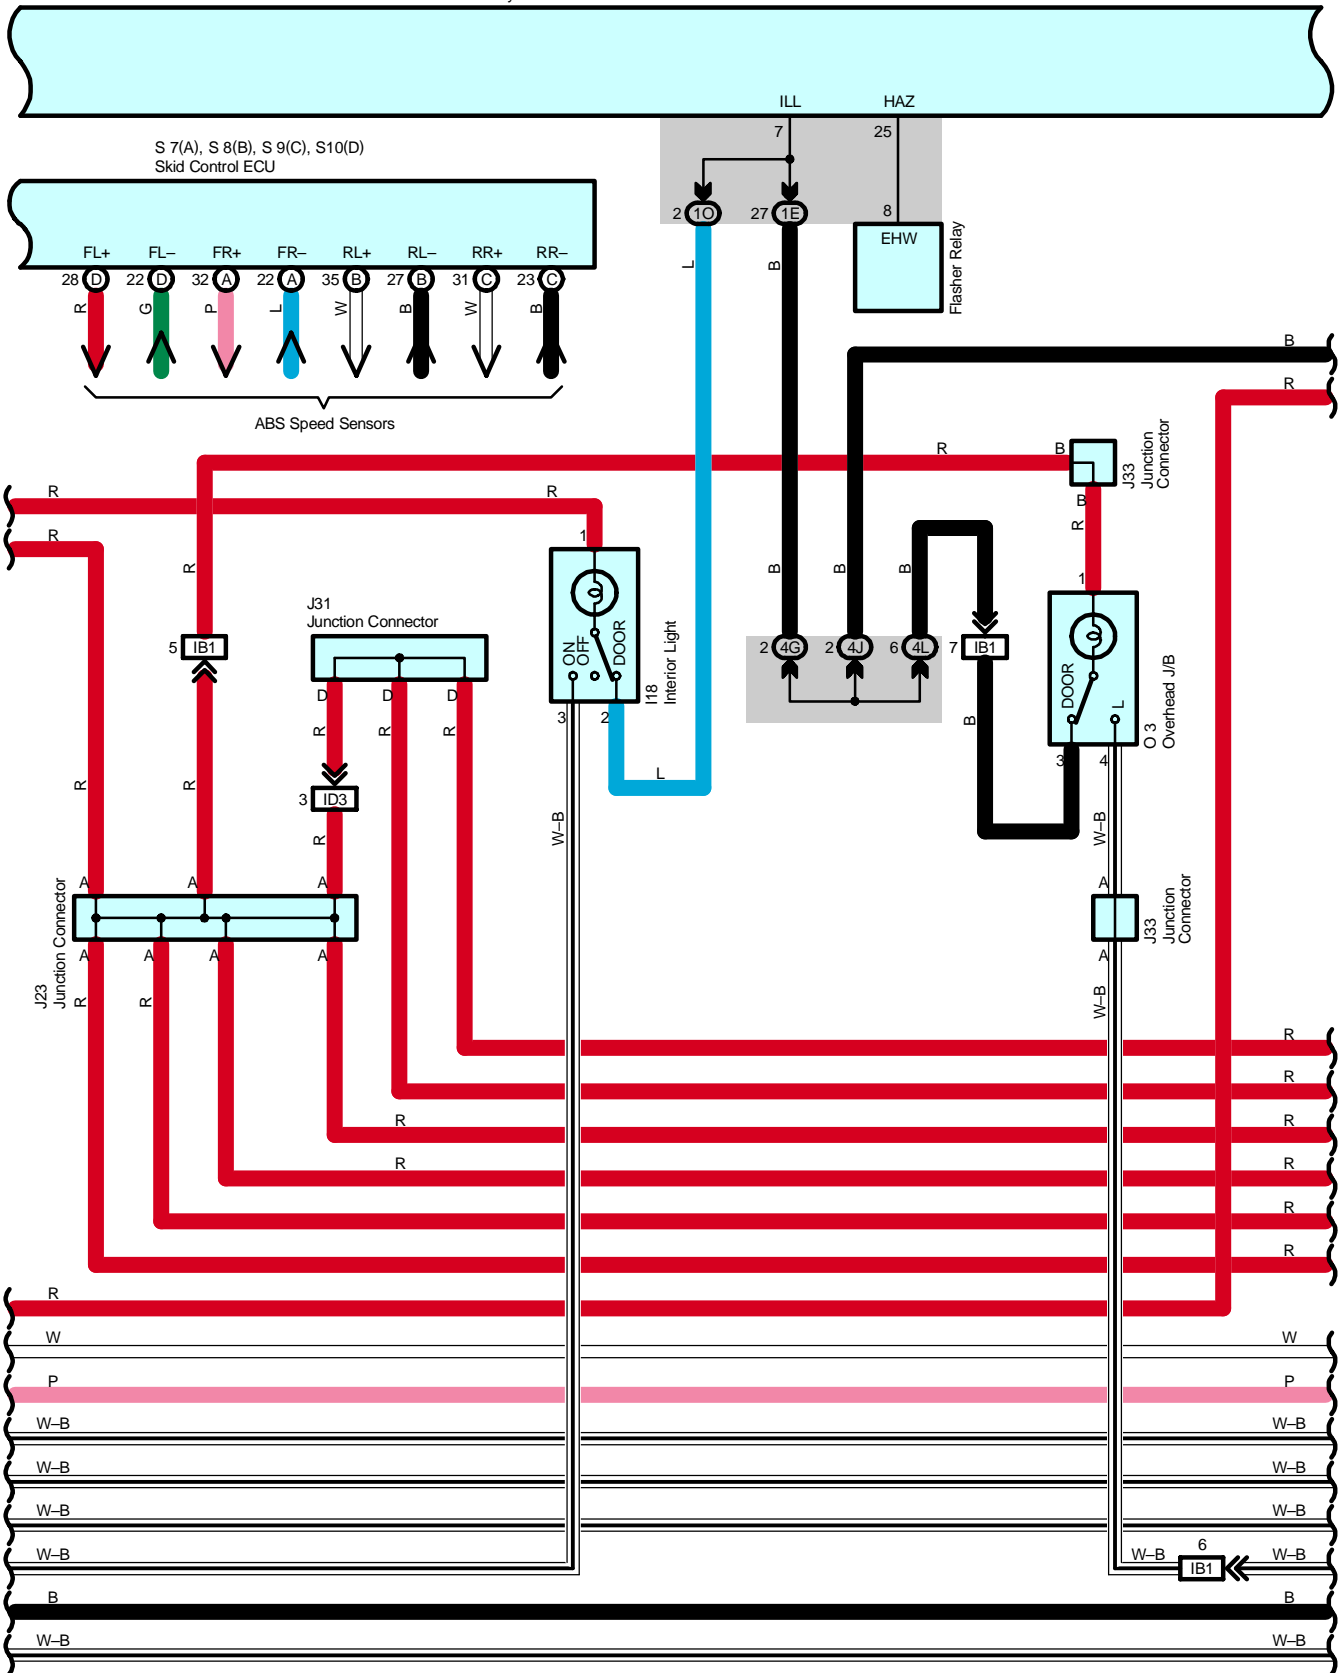 ILL HAZ
7 25
S 7(A), S 8(B), S 9(C), S10(D)
Skid Control ECU
2 1O 27 1E 8
EHW
Flasher Relay
FL+ FL– FR+ FR– RL+ RL– RR+ RR–
28 D 22 D 32 A 22 A 35 B 27 B 31 C 23 C
R G P L W B W B
L B
ABS Speed Sensors
B
R
R B
J33
Junction
Connector
B
R
R R
R
1
R
B B B
1
J31
Junction Connector
5 IB1
ON
OFF
DOOR
I18
Interior Light
2 4G 2 4J 6 4L 7 IB1
DOOR
L
O 3
Overhead J/B
D D D
R R R
3 2
B
3 4
R R
L
3 ID3
R
W–B
W–B
A A A
A
J23
Junction Connector
J33
Junction
Connector
A A A A
A
R R
W–B
R
R
R R
R R
R
R
R
W W
P P
W–B W–B
W–B W–B
W–B W–B
6
W–B W–B IB1 W–B
B B
W–B W–B